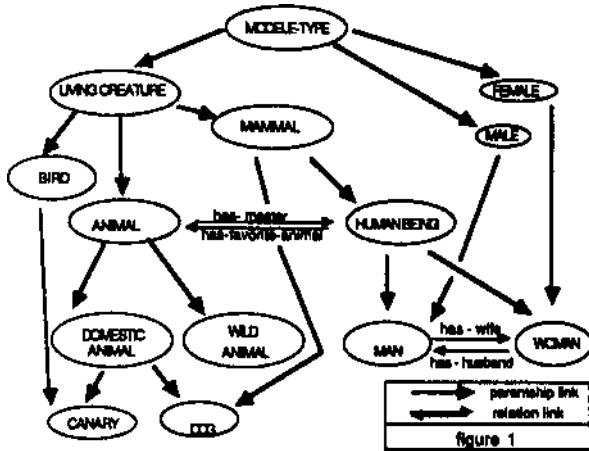 MODELE-TYPE
LIVING CREATURE
FEMALE
MAMMAL
MALE
BIRD
ANIMAL
has- master
has-favorite-animal
HUMAN BEING
DOMESTIC
ANIMAL
WILD
ANIMAL
MAN
has - wife
has - husband
WOMAN
CANARY
DOG
parentship link
relation link
figure 1